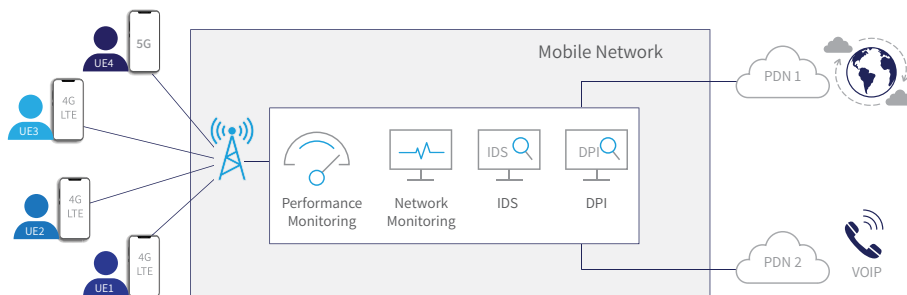 5G
UE4
4G
LTE
UE3
4G
LTE
UE2
4G
LTE
UE1
Mobile Network
IDS
DPI
Performance
Monitoring
Network
Monitoring
IDS
DPI
PDN 1
PDN 2
VOIP